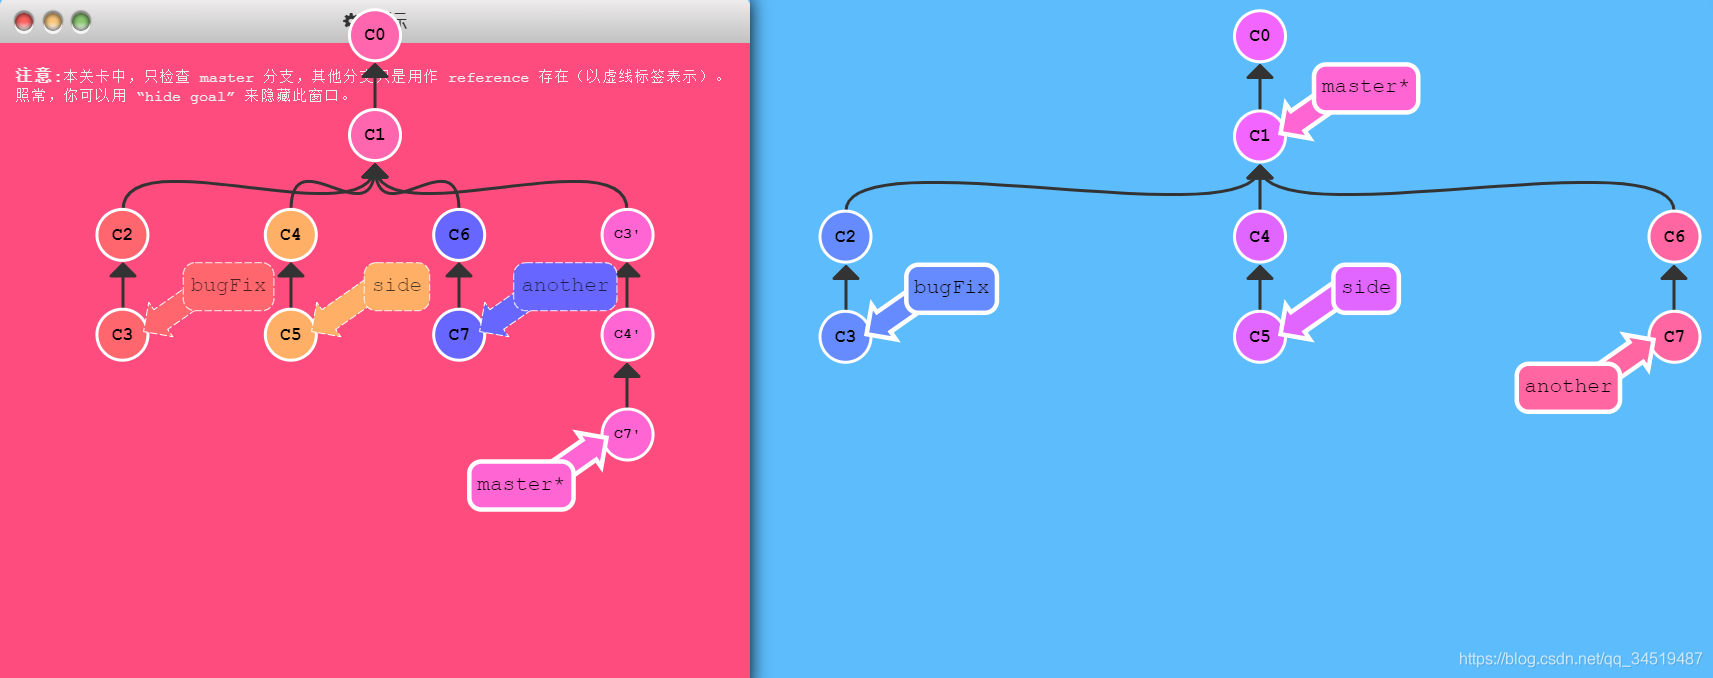 C0
注意:本关卡中，只检查 master 分支，其他分支只是用作 reference 存在（以虚线标签表示）。
照常，你可以用 “hide goal” 来隐藏此窗口。
C1
C2
C4
C6
C3'
bugFix
side
another
C3
C5
C7
C4'
C7'
master*
C0
master*
C1
C2
C4
C6
bugFix
side
C3
C5
C7
another
https://blog.csdn.net/qq_34519487